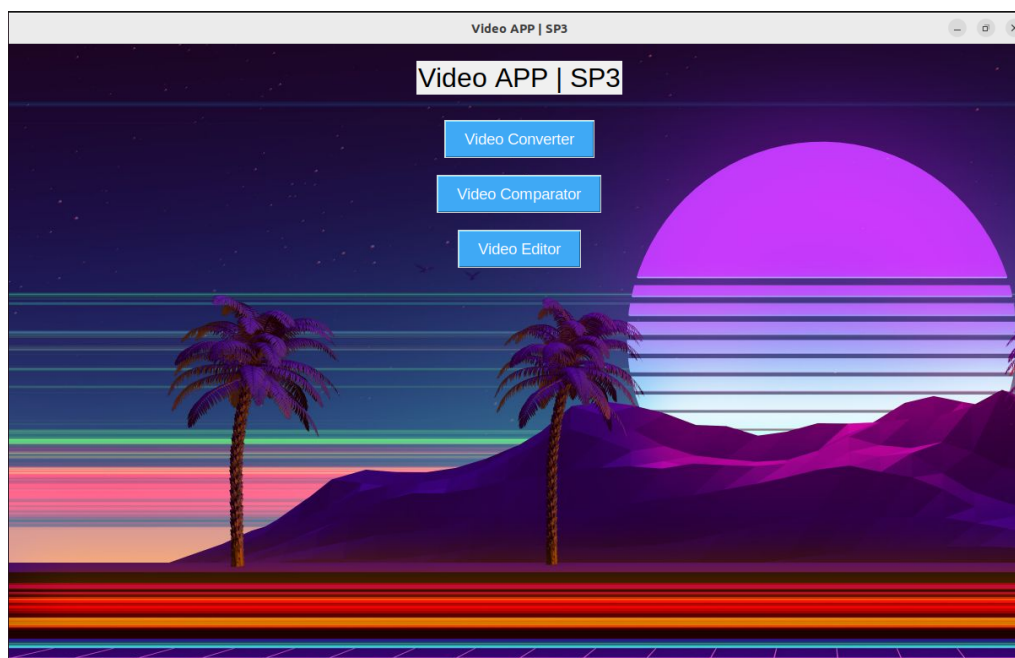 Video APP | SP3
Video APP | SP3
Video Converter
Video Comparator
Video Editor